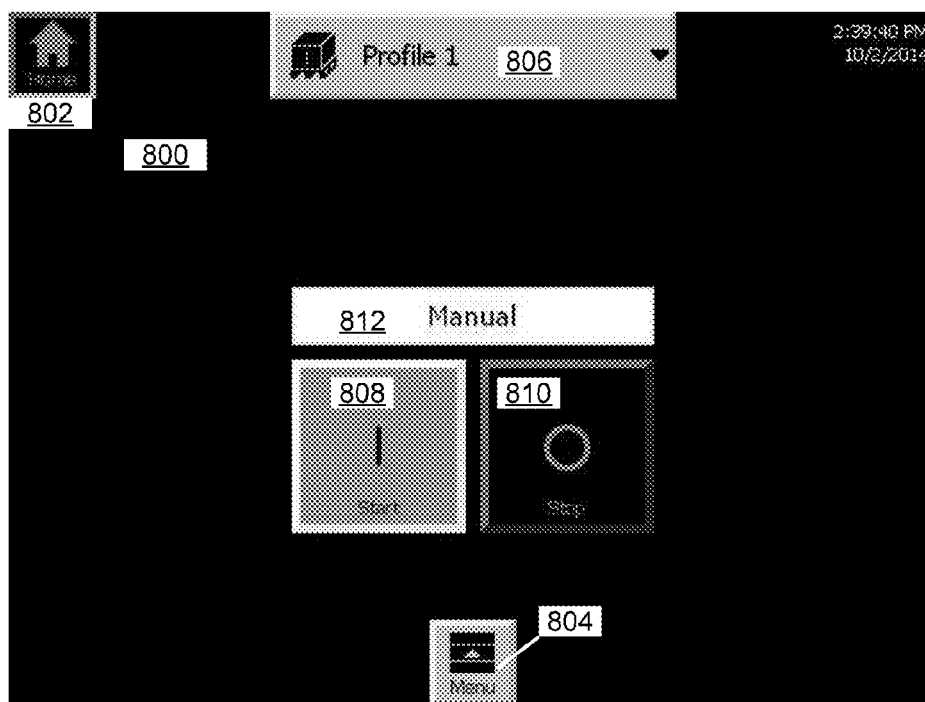 Home
Profile 1 806
2:39:40 PM
10/2/2014
802
800
812 Manual
808
810
Start
Stop
804
Menu